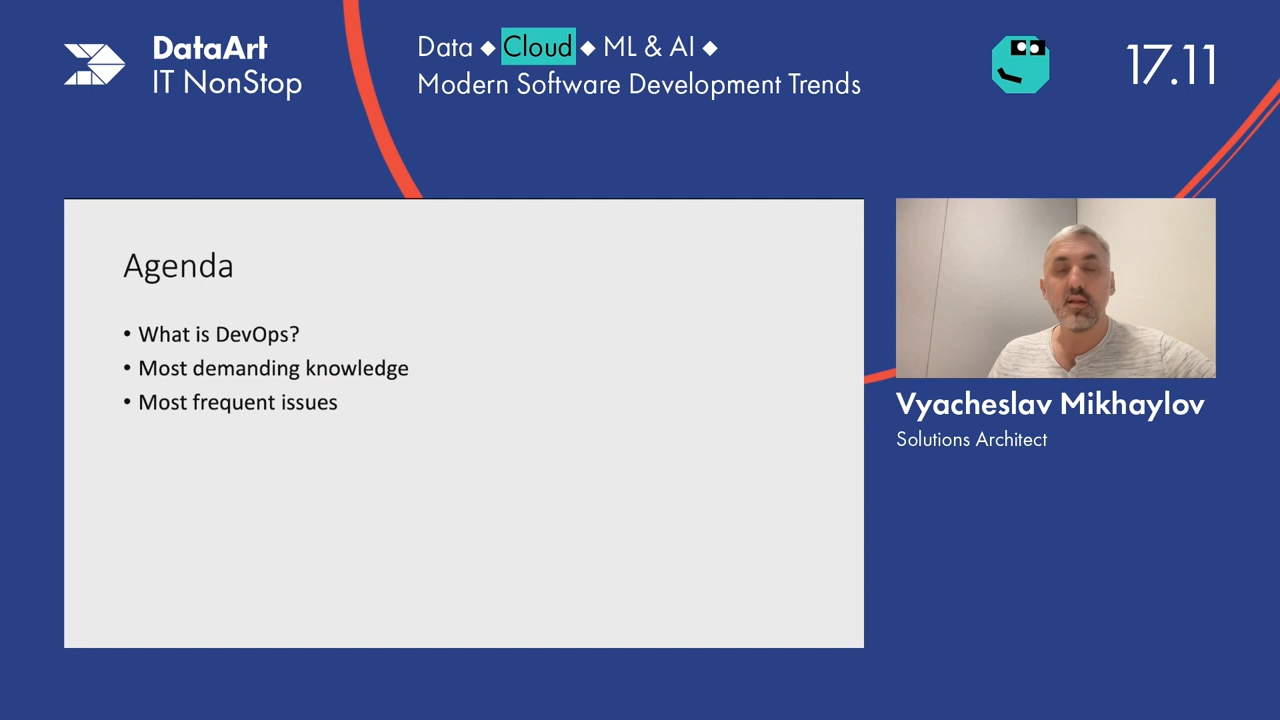 DataArt
IT NonStop
Data ◆ Cloud ◆ ML & AI ◆
Modern Software Development Trends
17.11
Agenda
• What is DevOps?
• Most demanding knowledge
• Most frequent issues
Vyacheslav Mikhaylov
Solutions Architect